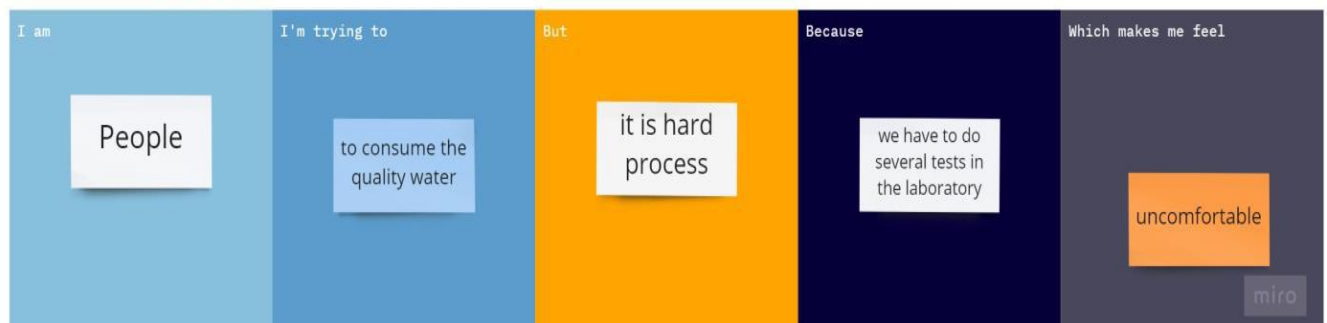 I am
People
I'm trying to
to consume the
quality water
But
it is hard
process
Because
we have to do
several tests in
the laboratory
Which makes me feel
uncomfortable
miro